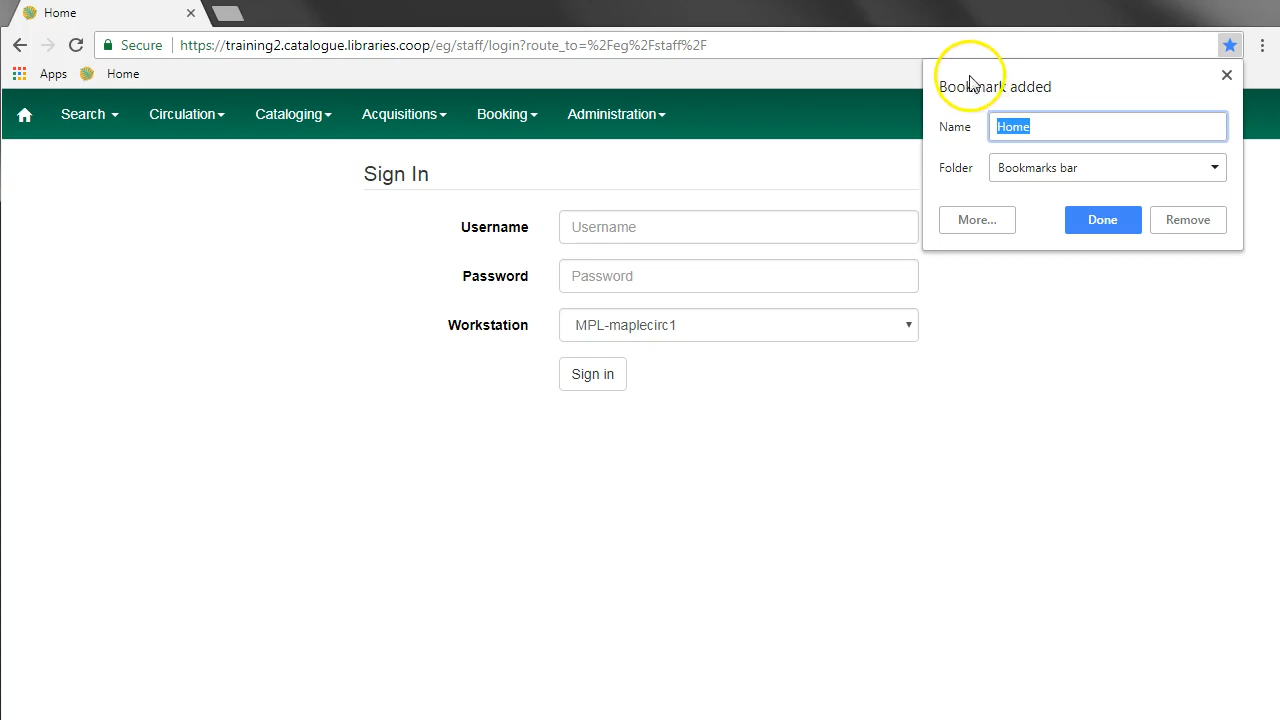 Home
Secure https://training2.catalogue.libraries.coop/eg/staff/login?route_to=%2Feg%2Fstaff%2F
Apps Home
Bookmark added
Search Circulation Cataloging Acquisitions Booking Administration
Name Home
Folder Bookmarks bar
More... Done Remove
Sign In
Username Username
Password Password
Workstation MPL-maplecirc1
Sign in